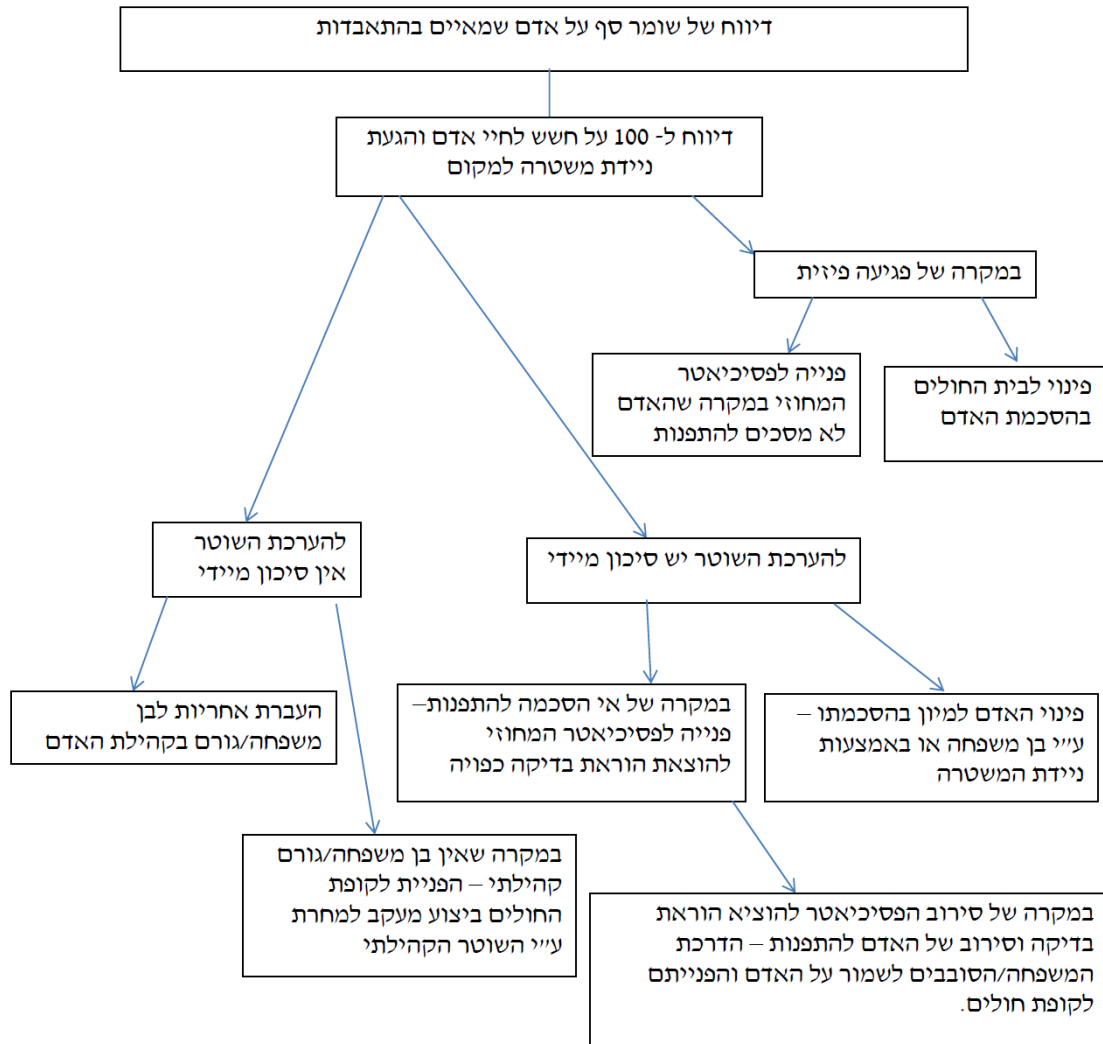 דיווח של שומר סף על אדם שמאיים בהתאבדות
דיווח ל- 100 על חשש לחיי אדם והגעת
ניידת משטרה למקום
במקרה של פגיעה פיזית
פנייה לפסיכיאטר
המחוזי במקרה שהאדם
לא מסכים להתפנות
פינוי לבית החולים
בהסכמת האדם
להערכת השוטר
אין סיכון מיידי
להערכת השוטר יש סיכון מיידי
העברת אחריות לבן
משפחה/גורם בקהילת האדם
במקרה של אי הסכמה להתפנות–
פנייה לפסיכיאטר המחוזי
להוצאת הוראת בדיקה כפויה
פינוי האדם למיון בהסכמתו –
ע״י בן משפחה או באמצעות
ניידת המשטרה
במקרה שאין בן משפחה/גורם
קהילתי – הפניית לקופת
החולים ביצוע מעקב למחרת
ע״י השוטר הקהילתי
במקרה של סירוב הפסיכיאטר להוציא הוראת
בדיקה וסירוב של האדם להתפנות – הדרכת
המשפחה/הסובבים לשמור על האדם והפנייתם
לקופת חולים.